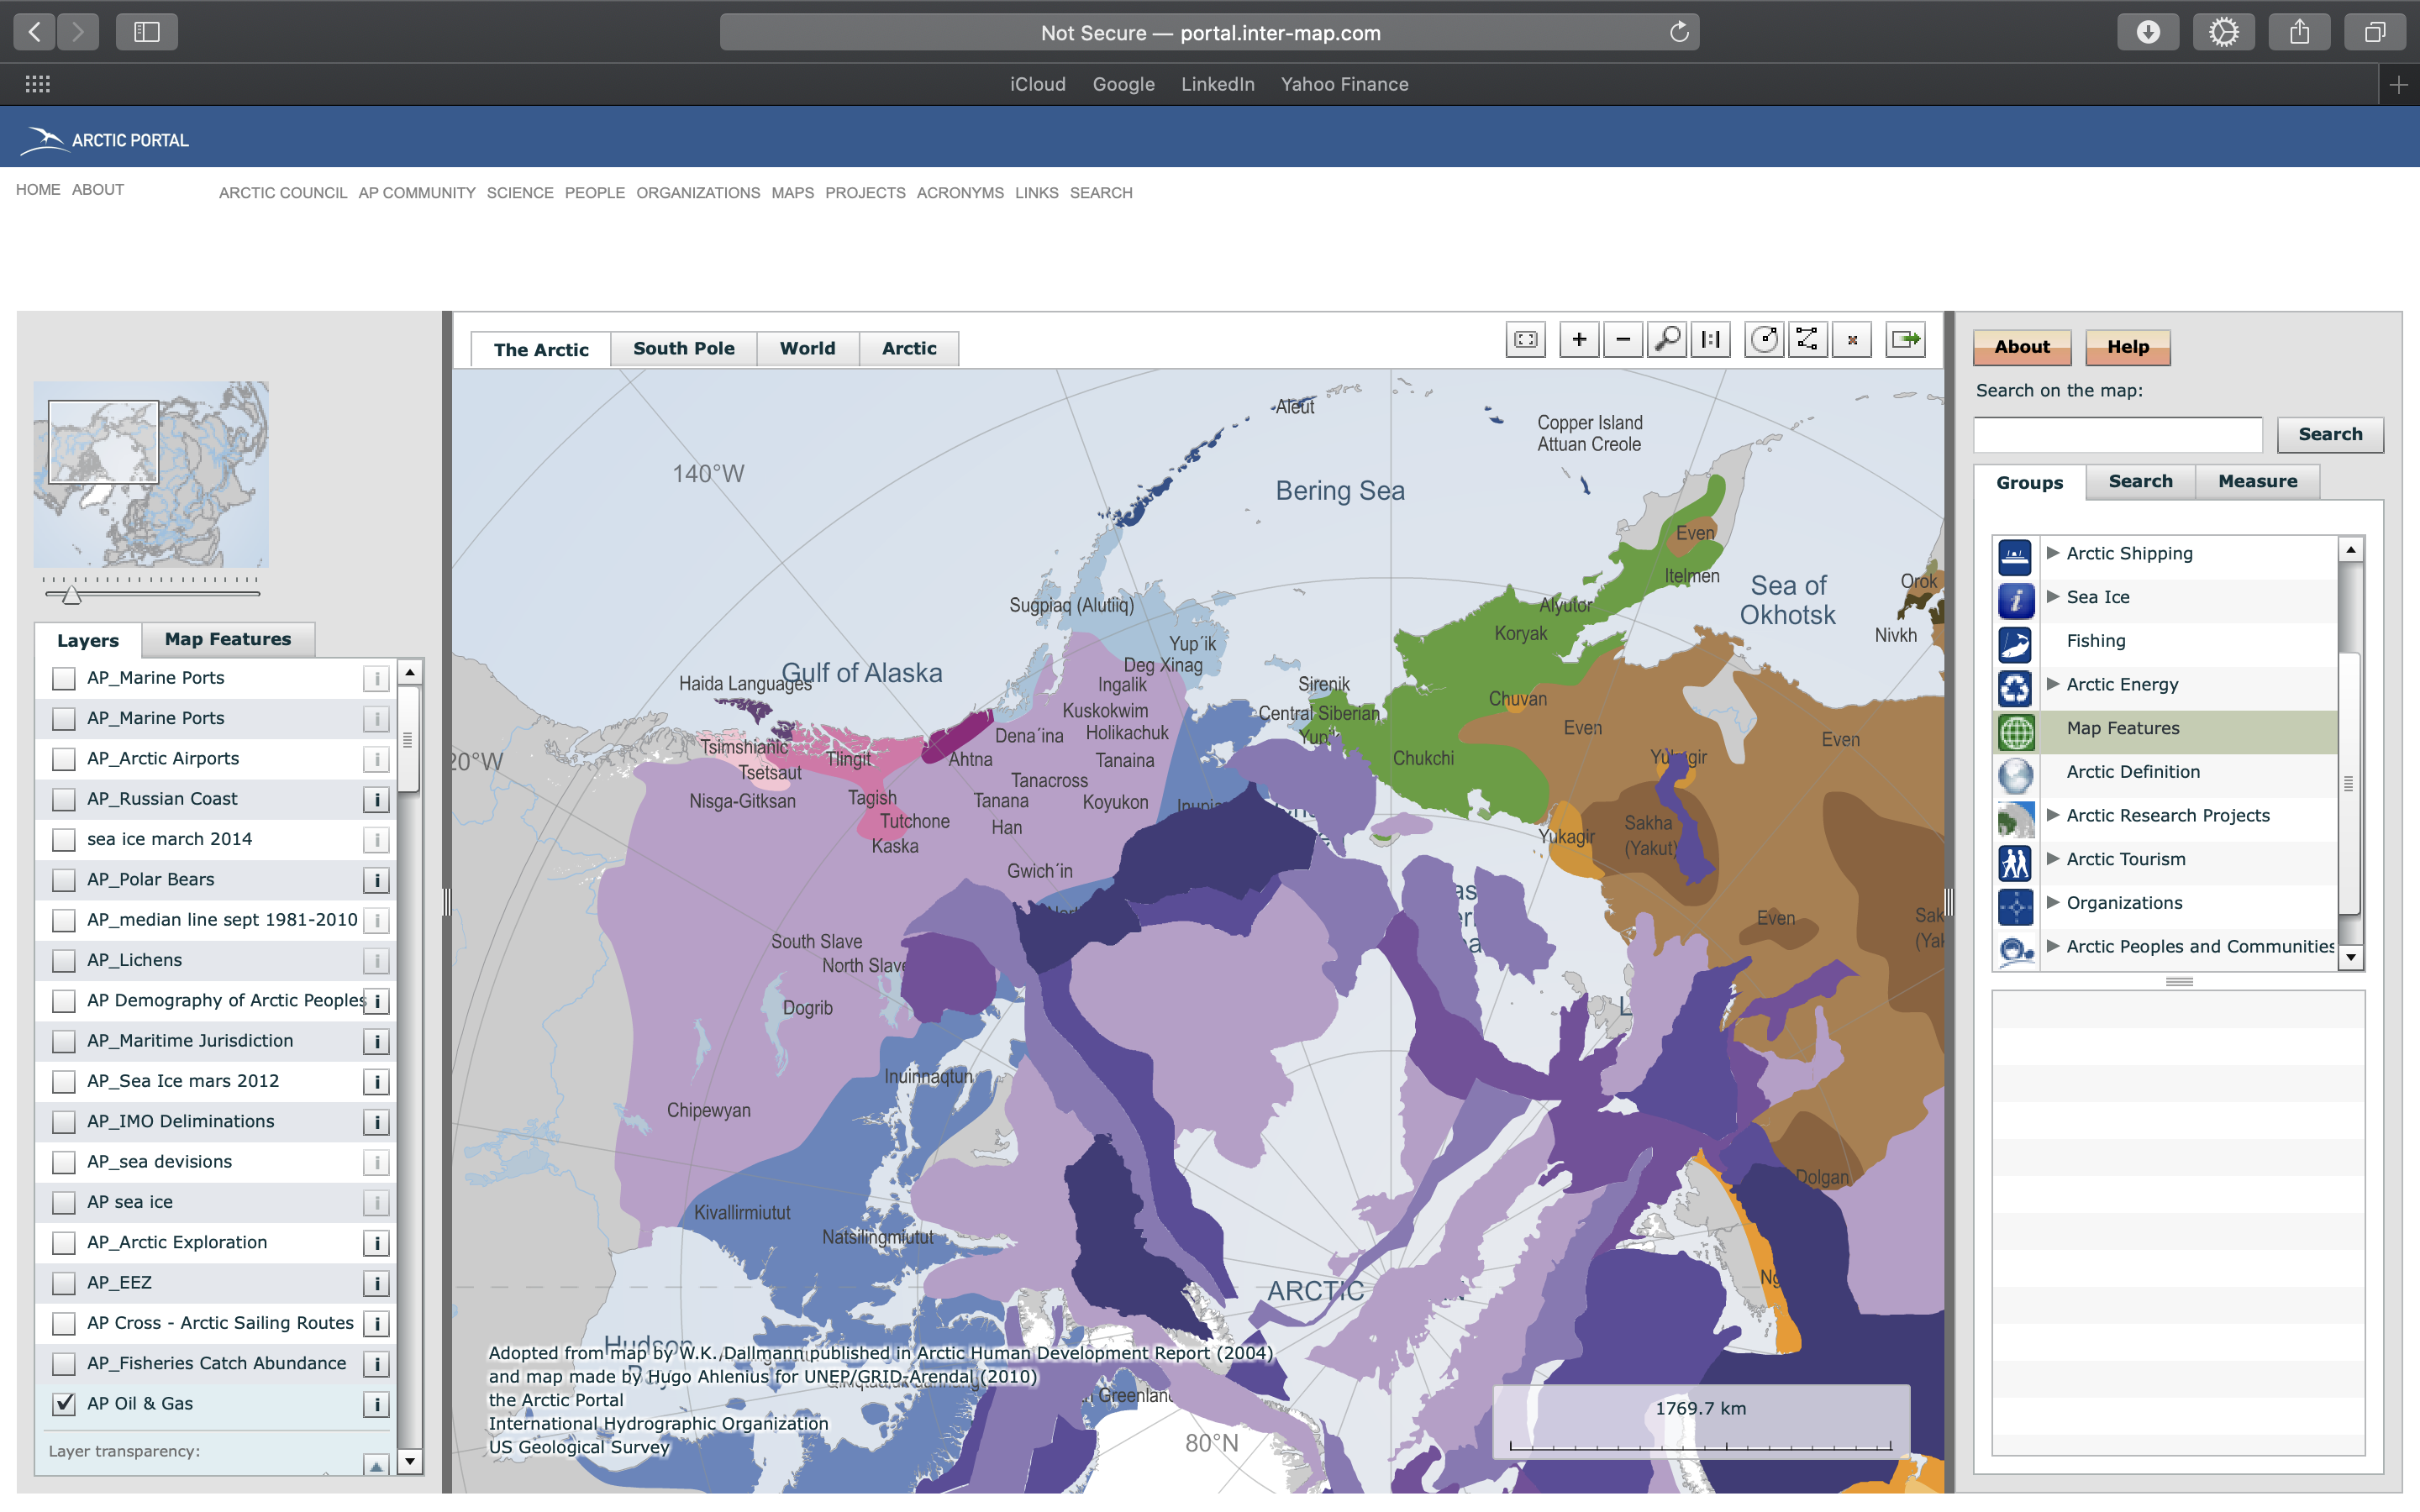 Not Secure — portal.inter-map.com
iCloud Google LinkedIn Yahoo Finance
ARCTIC PORTAL
HOME ABOUT
ARCTIC COUNCIL AP COMMUNITY SCIENCE PEOPLE ORGANIZATIONS MAPS PROJECTS ACRONYMS LINKS SEARCH
Layers Map Features
AP_Marine Ports
AP_Marine Ports
AP_Arctic Airports
AP_Russian Coast
sea ice march 2014
AP_Polar Bears
AP_median line sept 1981-2010
AP_Lichens
AP Demography of Arctic Peoples
AP_Maritime Jurisdiction
AP_Sea Ice mars 2012
AP_IMO Deliminations
AP_sea devisions
AP sea ice
AP_Arctic Exploration
AP_EEZ
AP Cross - Arctic Sailing Routes
AP_Fisheries Catch Abundance
AP Oil & Gas
Layer transparency:
The Arctic South Pole World Arctic
Aleut
Copper Island
Attuan Creole
140°W
Bering Sea
Even
Itelmen
Sea of
Okhotsk
Orok
Nivkh
Sugpiaq (Alutiiq)
Alyutor
Koryak
Yup´ik
Deg Xinag
Ingalik
Gulf of Alaska
Haida Languages
Sirenik
Chuvan
Kuskokwim
Holikachuk
Central Siberian
Even
Even
Dena´ina
Tsimshianic
Tlingit
Ahtna
Tanaina
Chukchi
Yukagir
20°W
Tsetsaut
Tanacross
Nisga-Gitksan
Tagish
Tanana
Koyukon
Tutchone
Han
Kaska
Yukagir
Sakha
(Yakut)
Gwich´in
Even
South Slave
North Slave
Dogrib
Inuinnaqtun
Chipewyan
Dolgan
Kivallirmiutut
Natsilingmiutut
ARCTIC
Hudson
Adopted from map by W.K. Dallmann published in Arctic Human Development Report (2004)
and map made by Hugo Ahlenius for UNEP/GRID-Arendal (2010)
the Arctic Portal
International Hydrographic Organization
US Geological Survey
Greenland
80°N
1769.7 km
About Help
Search on the map:
Search
Groups Search Measure
Arctic Shipping
Sea Ice
Fishing
Arctic Energy
Map Features
Arctic Definition
Arctic Research Projects
Arctic Tourism
Organizations
Arctic Peoples and Communities